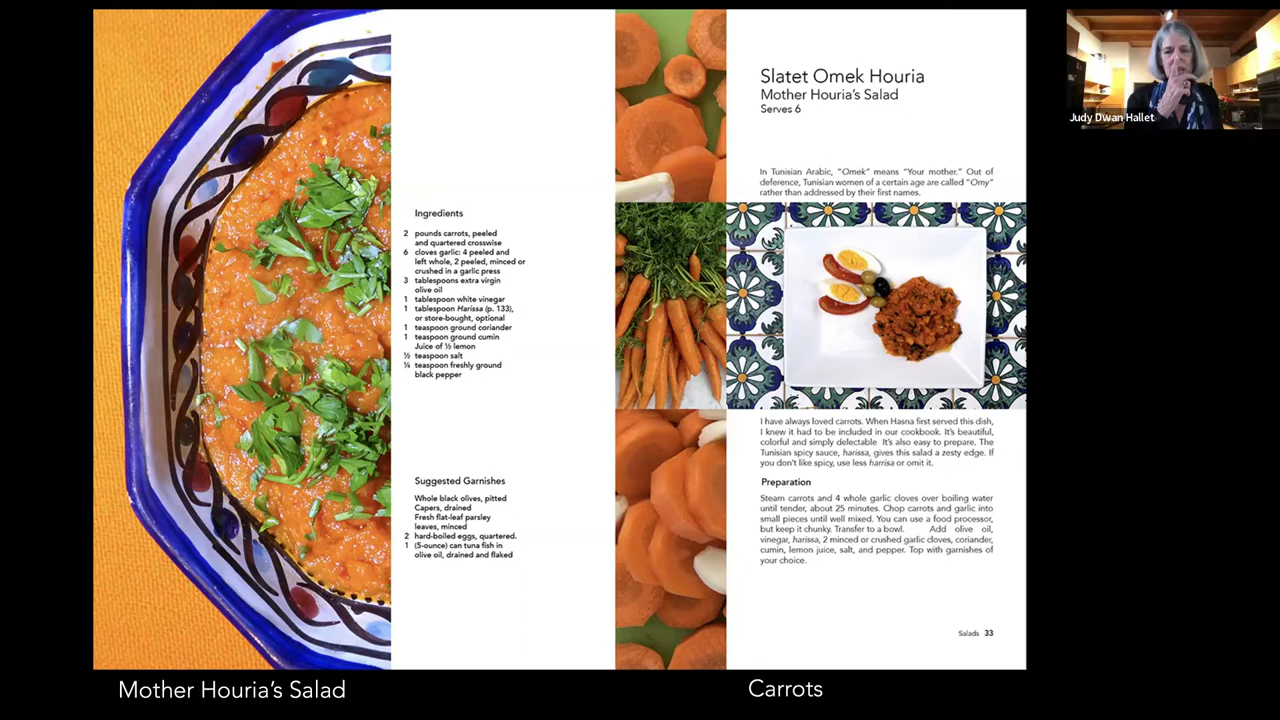 Ingredients
2 pounds carrots, peeled
and quartered crosswise
6 cloves garlic: 4 peeled and
left whole, 2 peeled, minced or
crushed in a garlic press
3 tablespoons extra virgin
olive oil
1 tablespoon white vinegar
1 tablespoon Harissa (p. 133),
or store-bought, optional
1 teaspoon ground coriander
1 teaspoon ground cumin
Juice of ½ lemon
½ teaspoon salt
¼ teaspoon freshly ground
black pepper
Suggested Garnishes
Whole black olives, pitted
Capers, drained
Fresh flat-leaf parsley
leaves, minced
2 hard-boiled eggs, quartered.
1 (5-ounce) can tuna fish in
olive oil, drained and flaked
Slatet Omek Houria
Mother Houria's Salad
Serves 6
In Tunisian Arabic, “Omek” means “Your mother.” Out of
deference, Tunisian women of a certain age are called “Omy”
rather than addressed by their first names.
I have always loved carrots. When Hasna first served this dish,
I knew it had to be included in our cookbook. It's beautiful,
colorful and simply delectable It's also easy to prepare. The
Tunisian spicy sauce, harissa, gives this salad a zesty edge. If
you don't like spicy, use less harrisa or omit it.
Preparation
Steam carrots and 4 whole garlic cloves over boiling water
until tender, about 25 minutes. Chop carrots and garlic into
small pieces until well mixed. You can use a food processor,
but keep it chunky. Transfer to a bowl. Add olive oil,
vinegar, harissa, 2 minced or crushed garlic cloves, coriander,
cumin, lemon juice, salt, and pepper. Top with garnishes of
your choice.
Salads 33
Mother Houria's Salad
Carrots
Judy Dwan Hallet